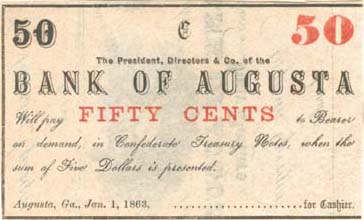 50 C 50
The President, Directors & Co. of the
BANK OF AUGUSTA
Will pay FIFTY CENTS to Bearer
on demand, in Confederate Treasury Notes, when the
sum of Five Dollars is presented.
Augusta, Ga., Jan. 1, 1863. ........................for Cashier.